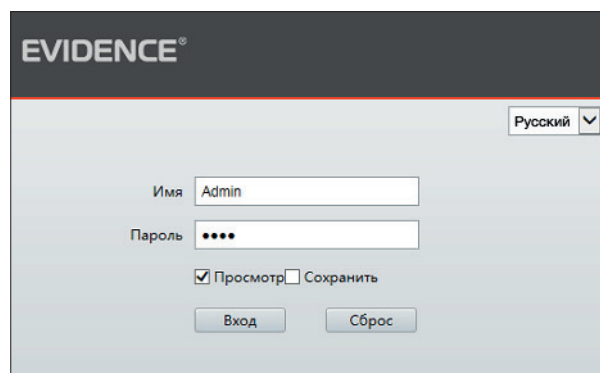 EVIDENCE®
Русский
Имя Admin
Пароль ••••
Просмотр Сохранить
Вход Сброс